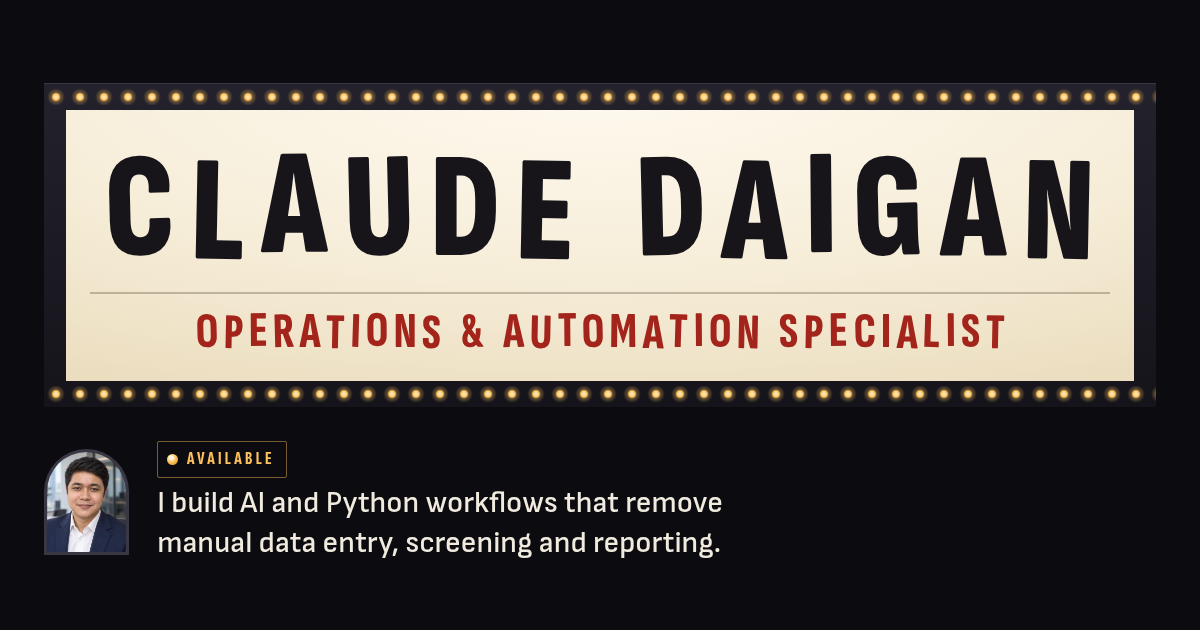 CLAUDE DAIGAN
OPERATIONS & AUTOMATION SPECIALIST
AVAILABLE
I build AI and Python workflows that remove
manual data entry, screening and reporting.